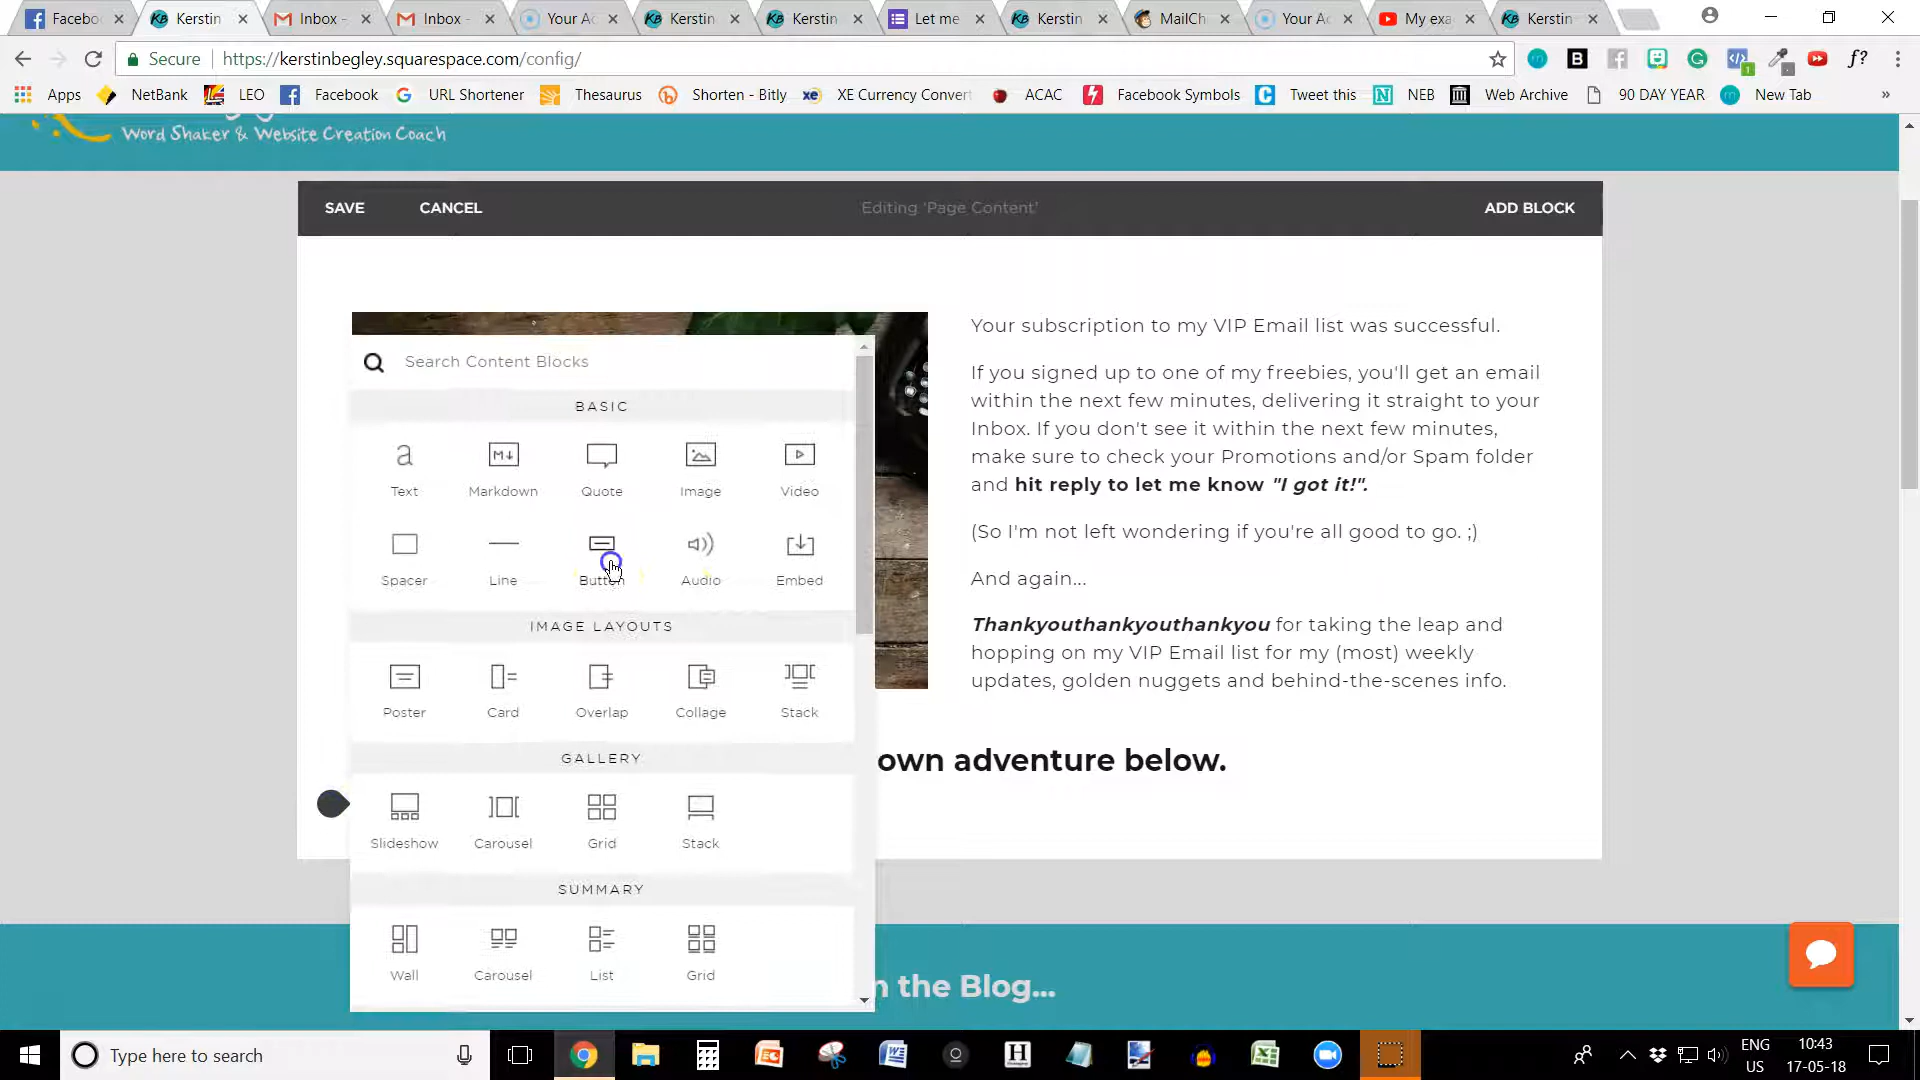 Facebo
Kerstin
Inbox -
Inbox -
Your Ac
Kerstin
Kerstin
Let me
Kerstin
MailCh
Your Ac
My exa
Kerstin
Secure
https://kerstinbegley.squarespace.com/config/
Apps
NetBank
LEO
Facebook
URL Shortener
Thesaurus
Shorten - Bitly
XE Currency Convert
ACAC
Facebook Symbols
Tweet this
NEB
Web Archive
90 DAY YEAR
New Tab
»
Word Shaker & Website Creation Coach
SAVE
CANCEL
Editing 'Page Content'
ADD BLOCK
Search Content Blocks
BASIC
Text
Markdown
Quote
Image
Video
Spacer
Line
Button
Audio
Embed
IMAGE LAYOUTS
Poster
Card
Overlap
Collage
Stack
GALLERY
Slideshow
Carousel
Grid
Stack
SUMMARY
Wall
Carousel
List
Grid
Your subscription to my VIP Email list was successful.
If you signed up to one of my freebies, you'll get an email
within the next few minutes, delivering it straight to your
Inbox. If you don't see it within the next few minutes,
make sure to check your Promotions and/or Spam folder
and hit reply to let me know "I got it!".
(So I'm not left wondering if you're all good to go. ;)
And again...
Thankyouthankyouthankyou for taking the leap and
hopping on my VIP Email list for my (most) weekly
updates, golden nuggets and behind-the-scenes info.
own adventure below.
n the Blog...
Type here to search
ENG
US
10:43
17-05-18